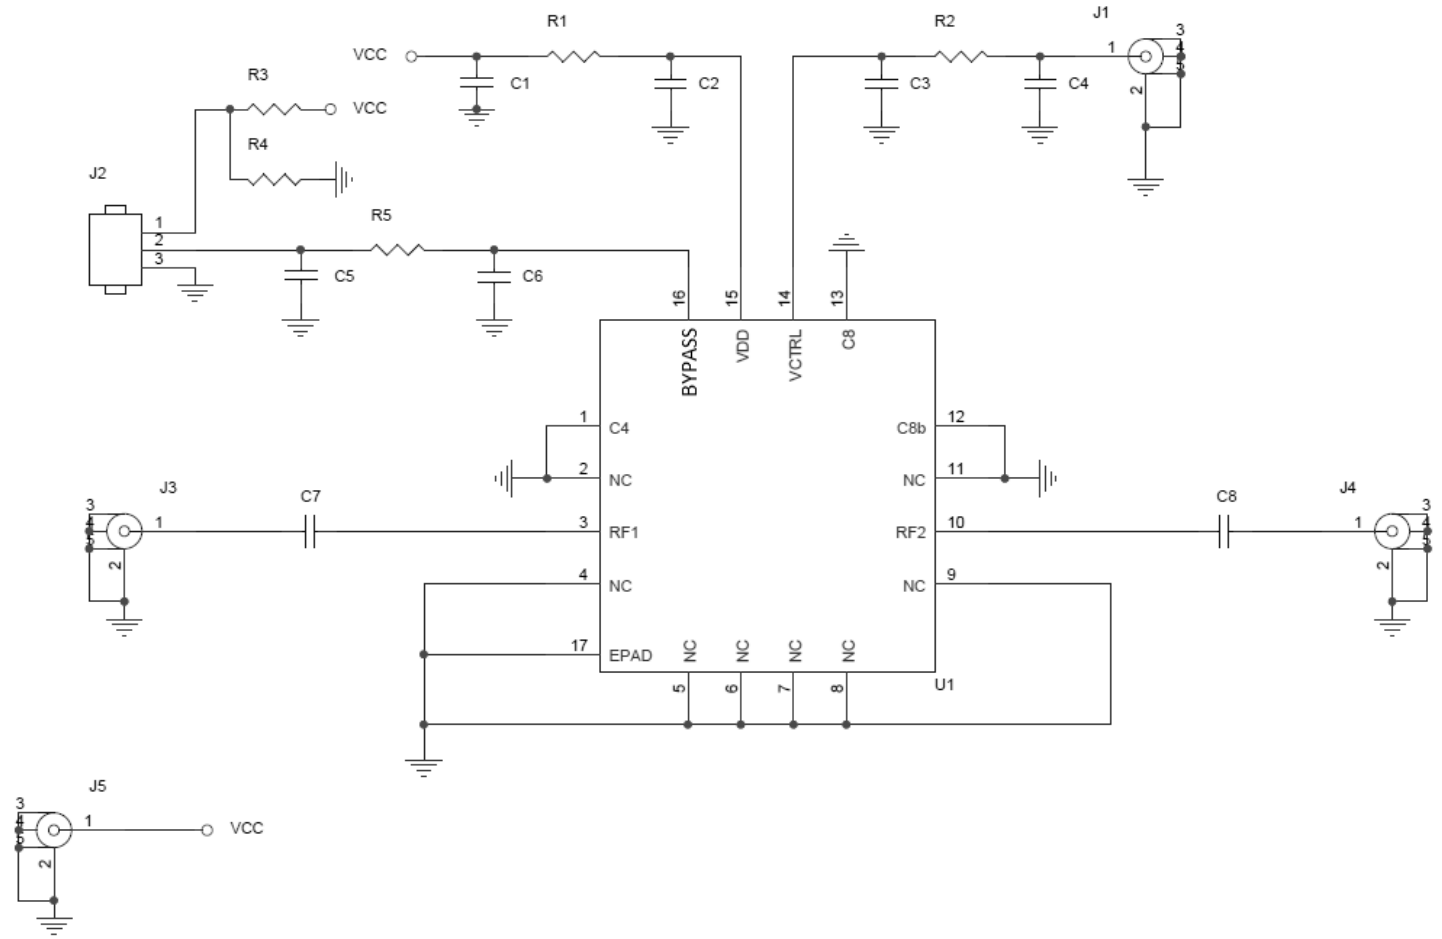 R1
R2
J1
3
VCC
1
4
5
C1
C2
C3
C4
2
R3
VCC
R4
J2
1
2
3
R5
C5
C6
16
15
14
13
BYPASS
VDD
VCTRL
C8
1
C4
C8b
12
2
NC
NC
11
J3
C7
C8
J4
3
4
5
1
3
RF1
RF2
10
1
3
4
5
2
4
NC
NC
9
2
17
EPAD
NC
NC
NC
NC
U1
5
6
7
8
J5
3
4
5
1
VCC
2